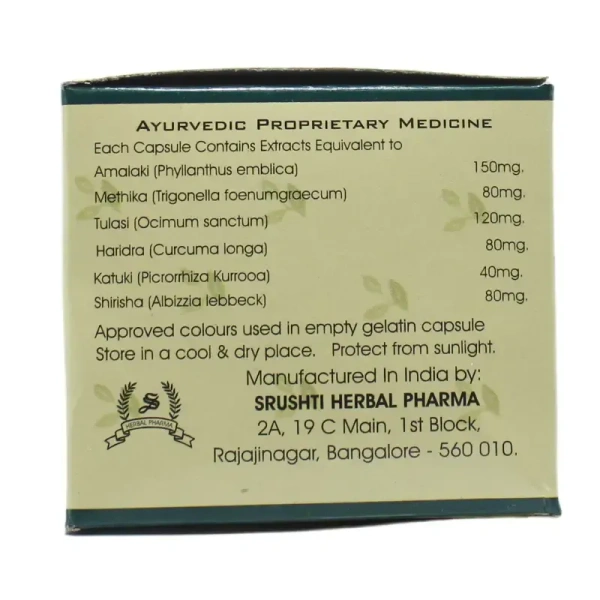 AYURVEDIC PROPRIETARY MEDICINE
Each Capsule Contains Extracts Equivalent to
Amalaki (Phyllanthus emblica) 150mg.
Methika (Trigonella foenumgraecum) 80mg.
Tulasi (Ocimum sanctum) 120mg.
Haridra (Curcuma longa) 80mg.
Katuki (Picrorrhiza Kurrooa) 40mg.
Shirisha (Albizzia lebbeck) 80mg.
Approved colours used in empty gelatin capsule
Store in a cool & dry place. Protect from sunlight.
Manufactured In India by:
SRUSHTI HERBAL PHARMA
2A, 19 C Main, 1st Block,
Rajajinagar, Bangalore - 560 010.
S
HERBAL PHARMA